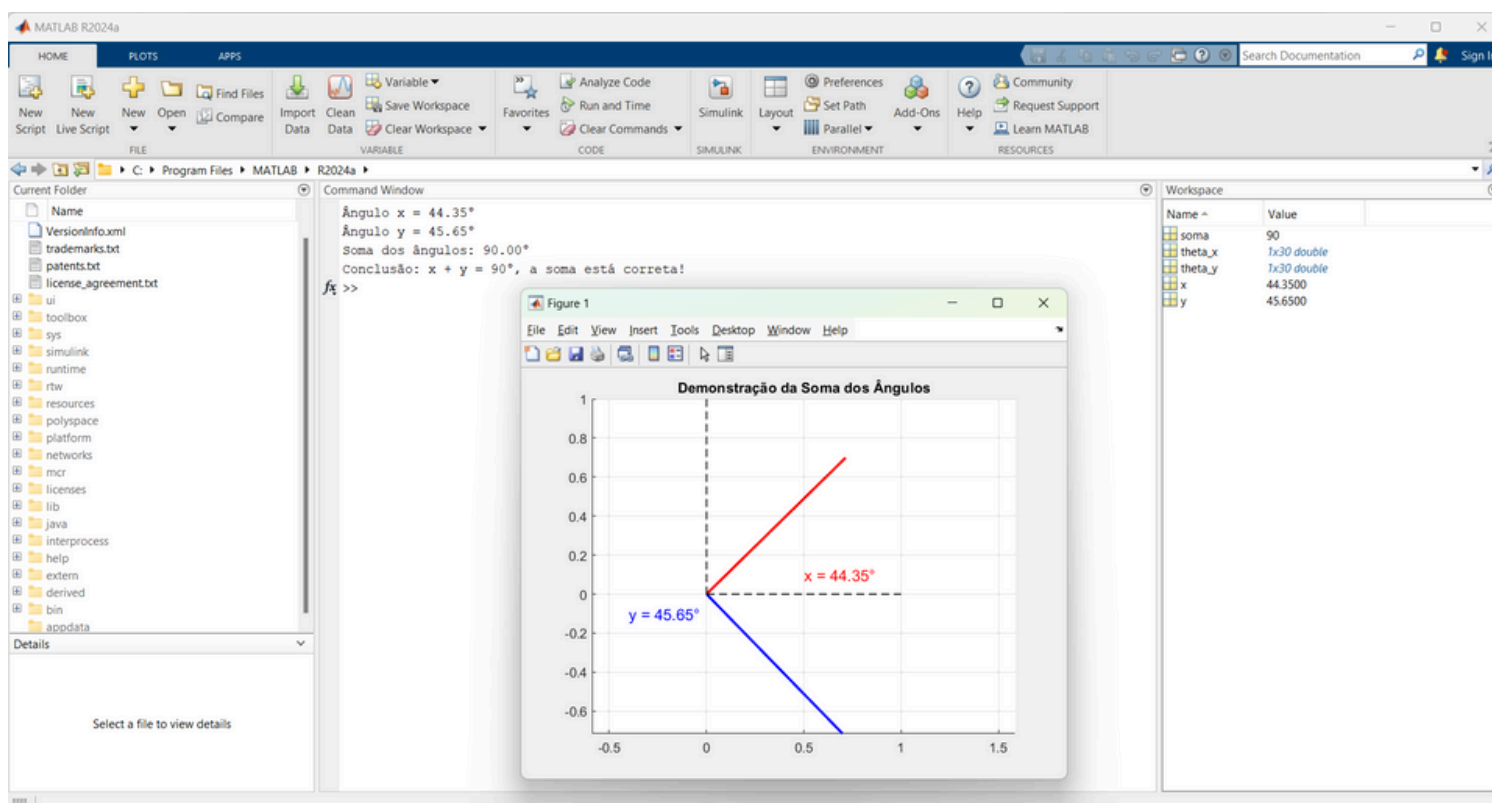 MATLAB R2024a
HOME PLOTS APPS
Search Documentation
Sign I
New Script
New Live Script
New
Open
Find Files
Compare
FILE
Import Data
Clean Data
Variable
Save Workspace
Clear Workspace
VARIABLE
Favorites
Analyze Code
Run and Time
Clear Commands
CODE
Simulink
SIMULINK
Layout
Preferences
Set Path
Parallel
Add-Ons
ENVIRONMENT
Help
Community
Request Support
Learn MATLAB
RESOURCES
C: Program Files MATLAB R2024a
Current Folder
Name
VersionInfo.xml
trademarks.txt
patents.txt
license_agreement.txt
ui
toolbox
sys
simulink
runtime
rtw
resources
polyspace
platform
networks
mcr
licenses
lib
java
interprocess
help
extern
derived
bin
appdata
Details
Select a file to view details
Command Window
Ângulo x = 44.35°
Ângulo y = 45.65°
Soma dos ângulos: 90.00°
Conclusão: x + y = 90°, a soma está correta!
fx >>
Figure 1
File Edit View Insert Tools Desktop Window Help
Demonstração da Soma dos Ângulos
1
0.8
0.6
0.4
0.2
0
-0.2
-0.4
-0.6
x = 44.35°
y = 45.65°
-0.5 0 0.5 1 1.5
Workspace
Name Value
soma 90
theta_x 1x30 double
theta_y 1x30 double
x 44.3500
y 45.6500